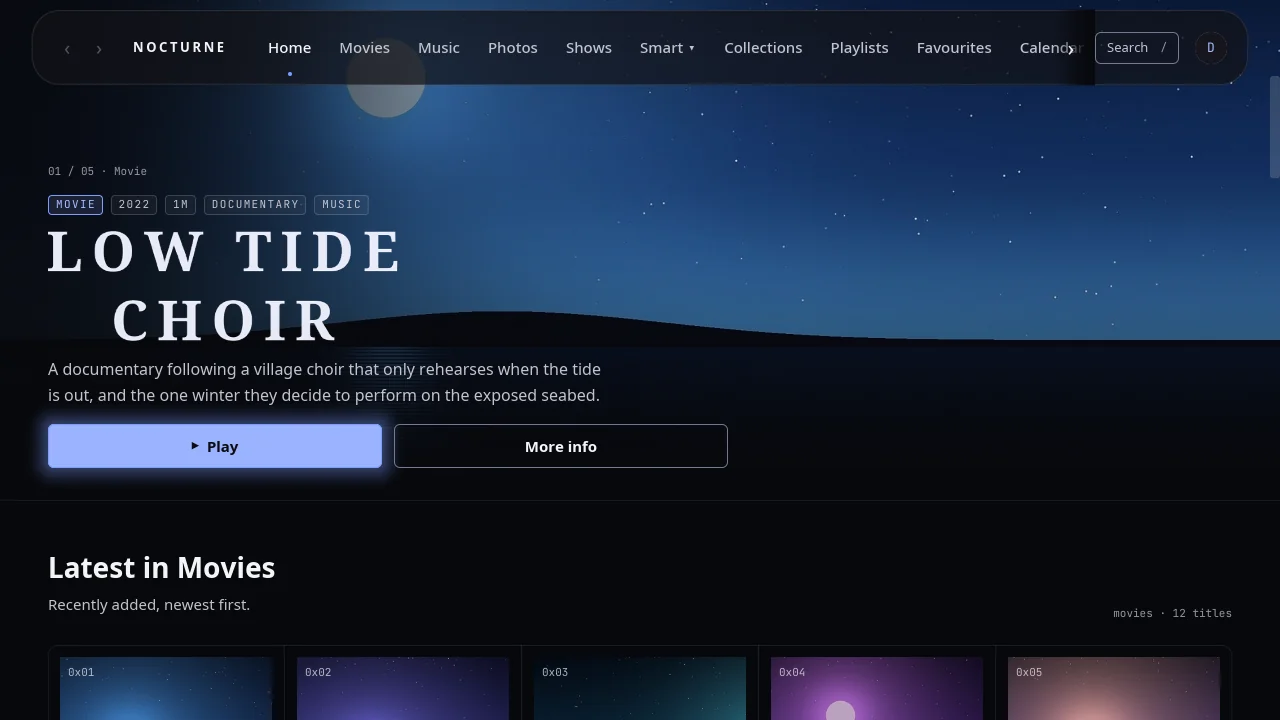 ‹ › NOCTURNE Home Movies Music Photos Shows Smart ▾ Collections Playlists Favourites Calendar › Search / D
01 / 05 · Movie
MOVIE 2022 1M DOCUMENTARY MUSIC
LOW TIDE
CHOIR
A documentary following a village choir that only rehearses when the tide
is out, and the one winter they decide to perform on the exposed seabed.
▶ Play More info
Latest in Movies
Recently added, newest first.
movies · 12 titles
0x01 0x02 0x03 0x04 0x05